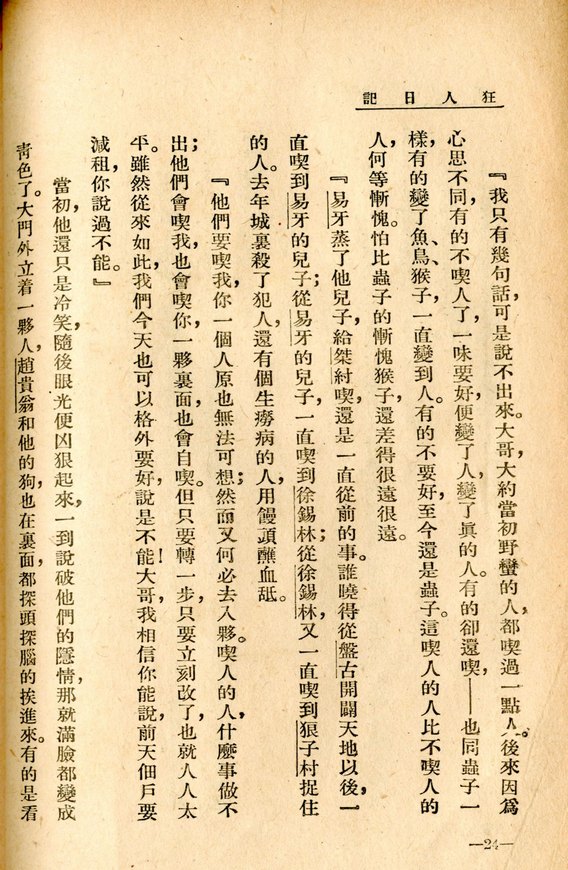 狂人日記
『我只有幾句話，可是說不出來。大哥，大約當初野蠻的人，都喫過一點人。後來因爲
心思不同，有的不喫人了，一味要好，便變了人，變了眞的人。有的卻還喫，——也同蟲子一
樣，有的變了魚、鳥、猴子，一直變到人。有的不要好，至今還是蟲子。這喫人的人比不喫人的
人，何等慚愧。怕比蟲子的慚愧猴子，還差得很遠很遠。
『易牙蒸了他兒子，給桀紂喫，還是一直從前的事。誰曉得從盤古開闢天地以後，一
直喫到易牙的兒子；從易牙的兒子，一直喫到徐錫林；從徐錫林，又一直喫到狼子村捉住
的人。去年城裏殺了犯人，還有個生癆病的人，用饅頭蘸血舐。
『他們要喫我，你一個人，原也無法可想；然而又何必去入夥。喫人的人，什麼事做不
出；他們會喫我，也會喫你，一夥裏面，也會自喫。但只要轉一步，只要立刻改了，也就人人太
平。雖然從來如此，我們今天也可以格外要好，說是不能！大哥，我相信你能說，前天佃戶要
減租，你說過不能。』
當初，他還只是冷笑，隨後眼光便凶狠起來，一到說破他們的隱情，那就滿臉都變成
靑色了。大門外立着一夥人，趙貴翁和他的狗，也在裏面，都探頭探腦的挨進來。有的是看
—24—